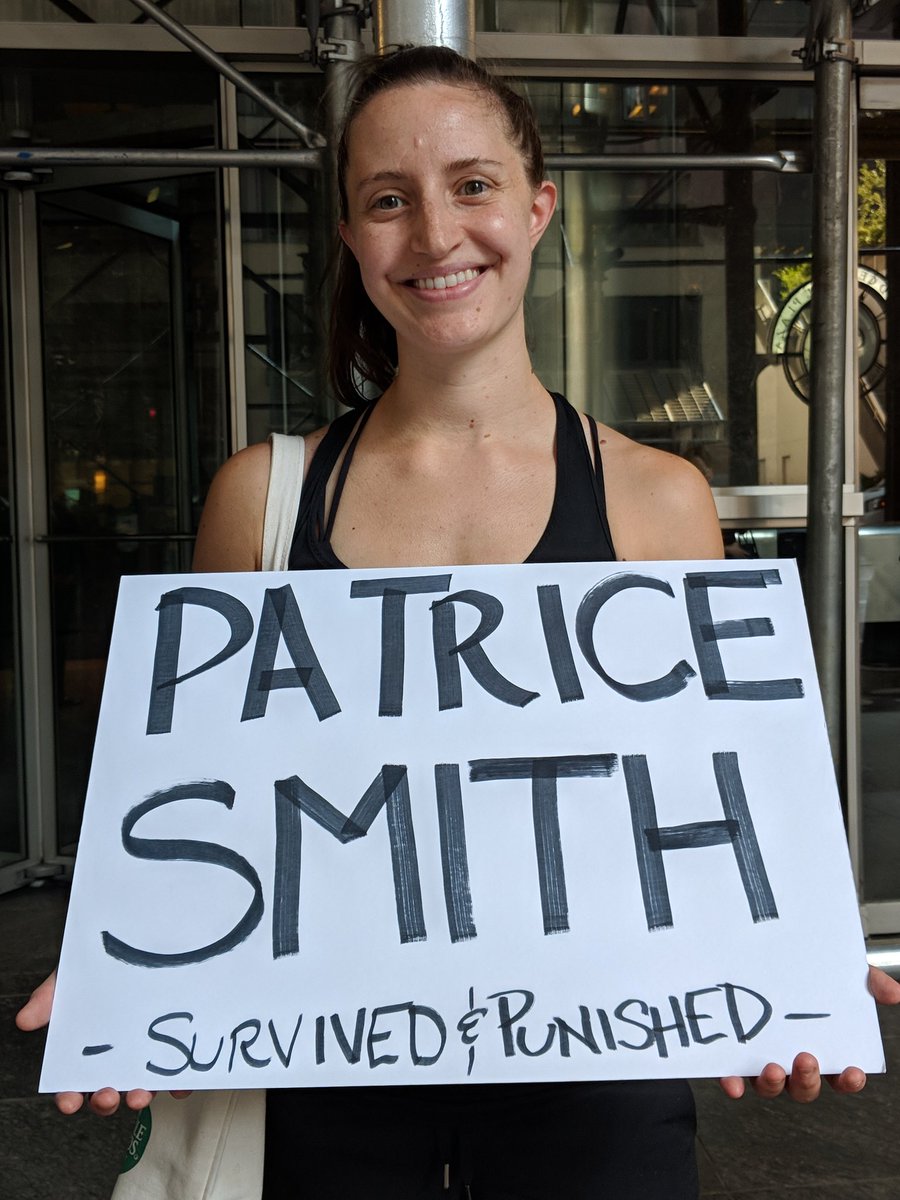 PATRICE
SMITH
- SURVIVED & PUNISHED -